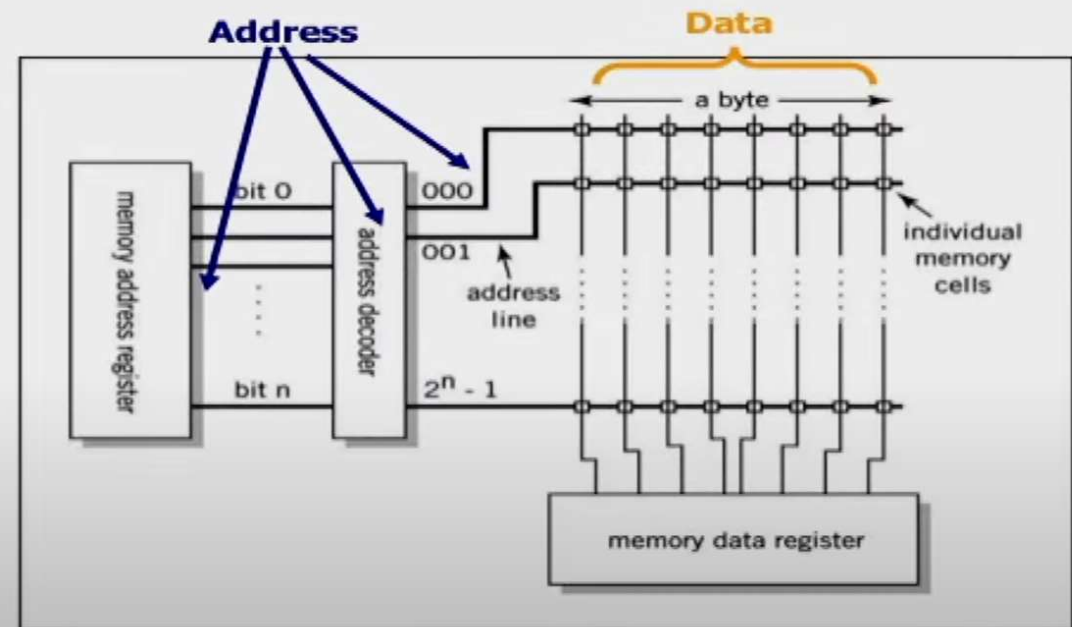 Address
Data
a byte
memory address register
bit 0
bit n
address decoder
000
001
2ⁿ - 1
address
line
individual
memory
cells
memory data register